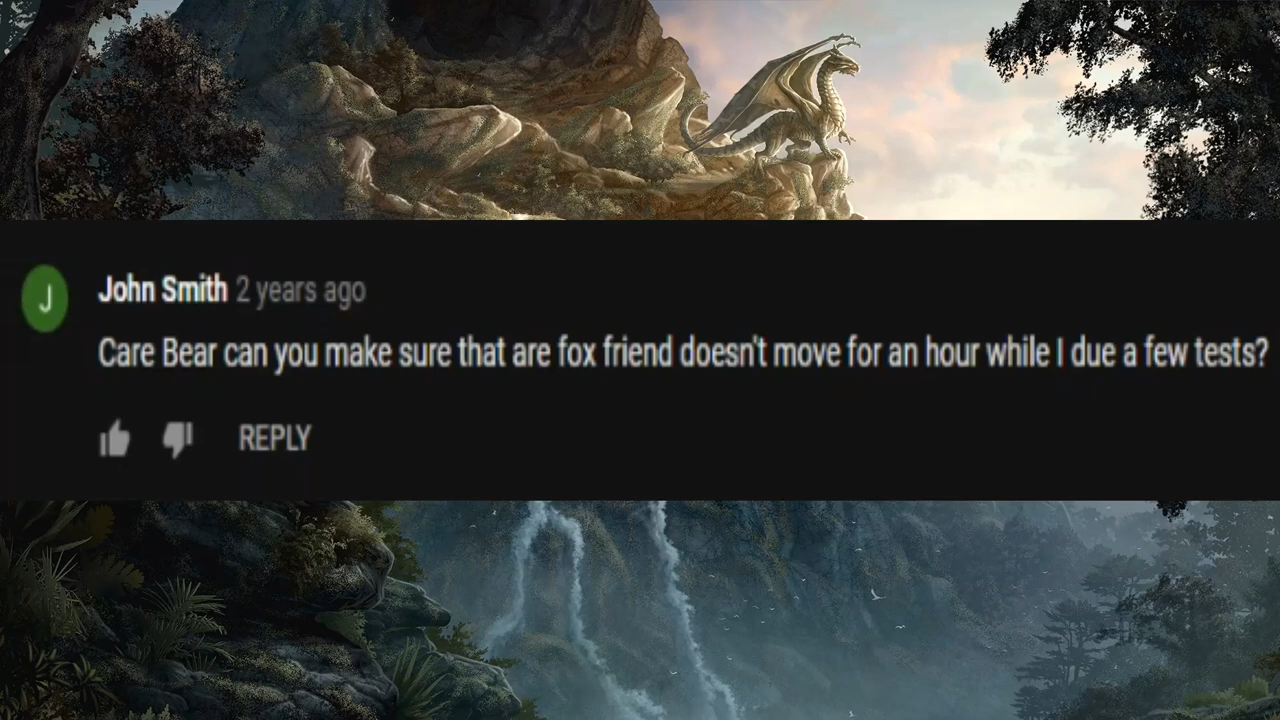 J
John Smith 2 years ago
Care Bear can you make sure that are fox friend doesn't move for an hour while I due a few tests?
REPLY